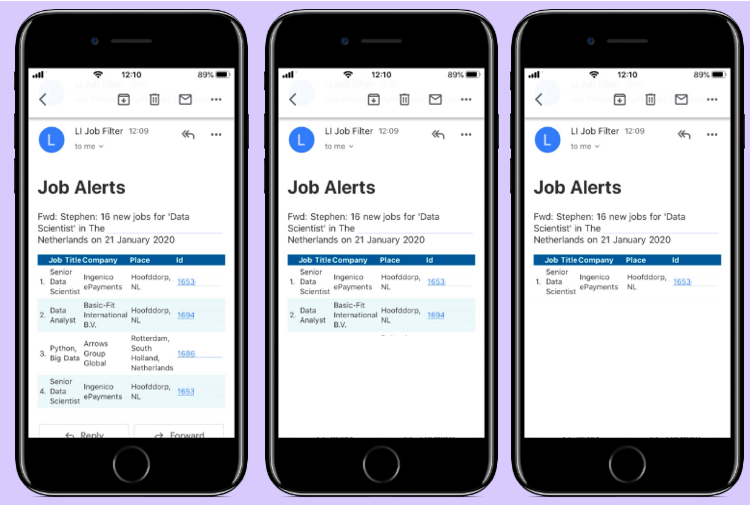 12:10 89%
L LI Job Filter 12:09
to me
Job Alerts
Fwd: Stephen: 16 new jobs for 'Data
Scientist' in The
Netherlands on 21 January 2020
Job Title Company Place Id
1. Senior Data Scientist Ingenico ePayments Hoofddorp, NL 1653
2. Data Analyst Basic-Fit International B.V. Hoofddorp, NL 1694
3. Python, Big Data Arrows Group Global Rotterdam, South Holland, Netherlands 1686
4. Senior Data Scientist Ingenico ePayments Hoofddorp, NL 1653
Reply Forward
12:10 89%
L LI Job Filter 12:09
to me
Job Alerts
Fwd: Stephen: 16 new jobs for 'Data
Scientist' in The
Netherlands on 21 January 2020
Job Title Company Place Id
1. Senior Data Scientist Ingenico ePayments Hoofddorp, NL 1653
2. Data Analyst Basic-Fit International B.V. Hoofddorp, NL 1694
12:10 89%
L LI Job Filter 12:09
to me
Job Alerts
Fwd: Stephen: 16 new jobs for 'Data
Scientist' in The
Netherlands on 21 January 2020
Job Title Company Place Id
1. Senior Data Scientist Ingenico ePayments Hoofddorp, NL 1653